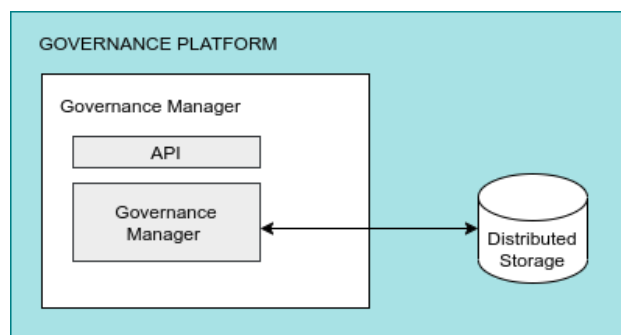 GOVERNANCE PLATFORM
Governance Manager
API
Governance
Manager
Distributed
Storage